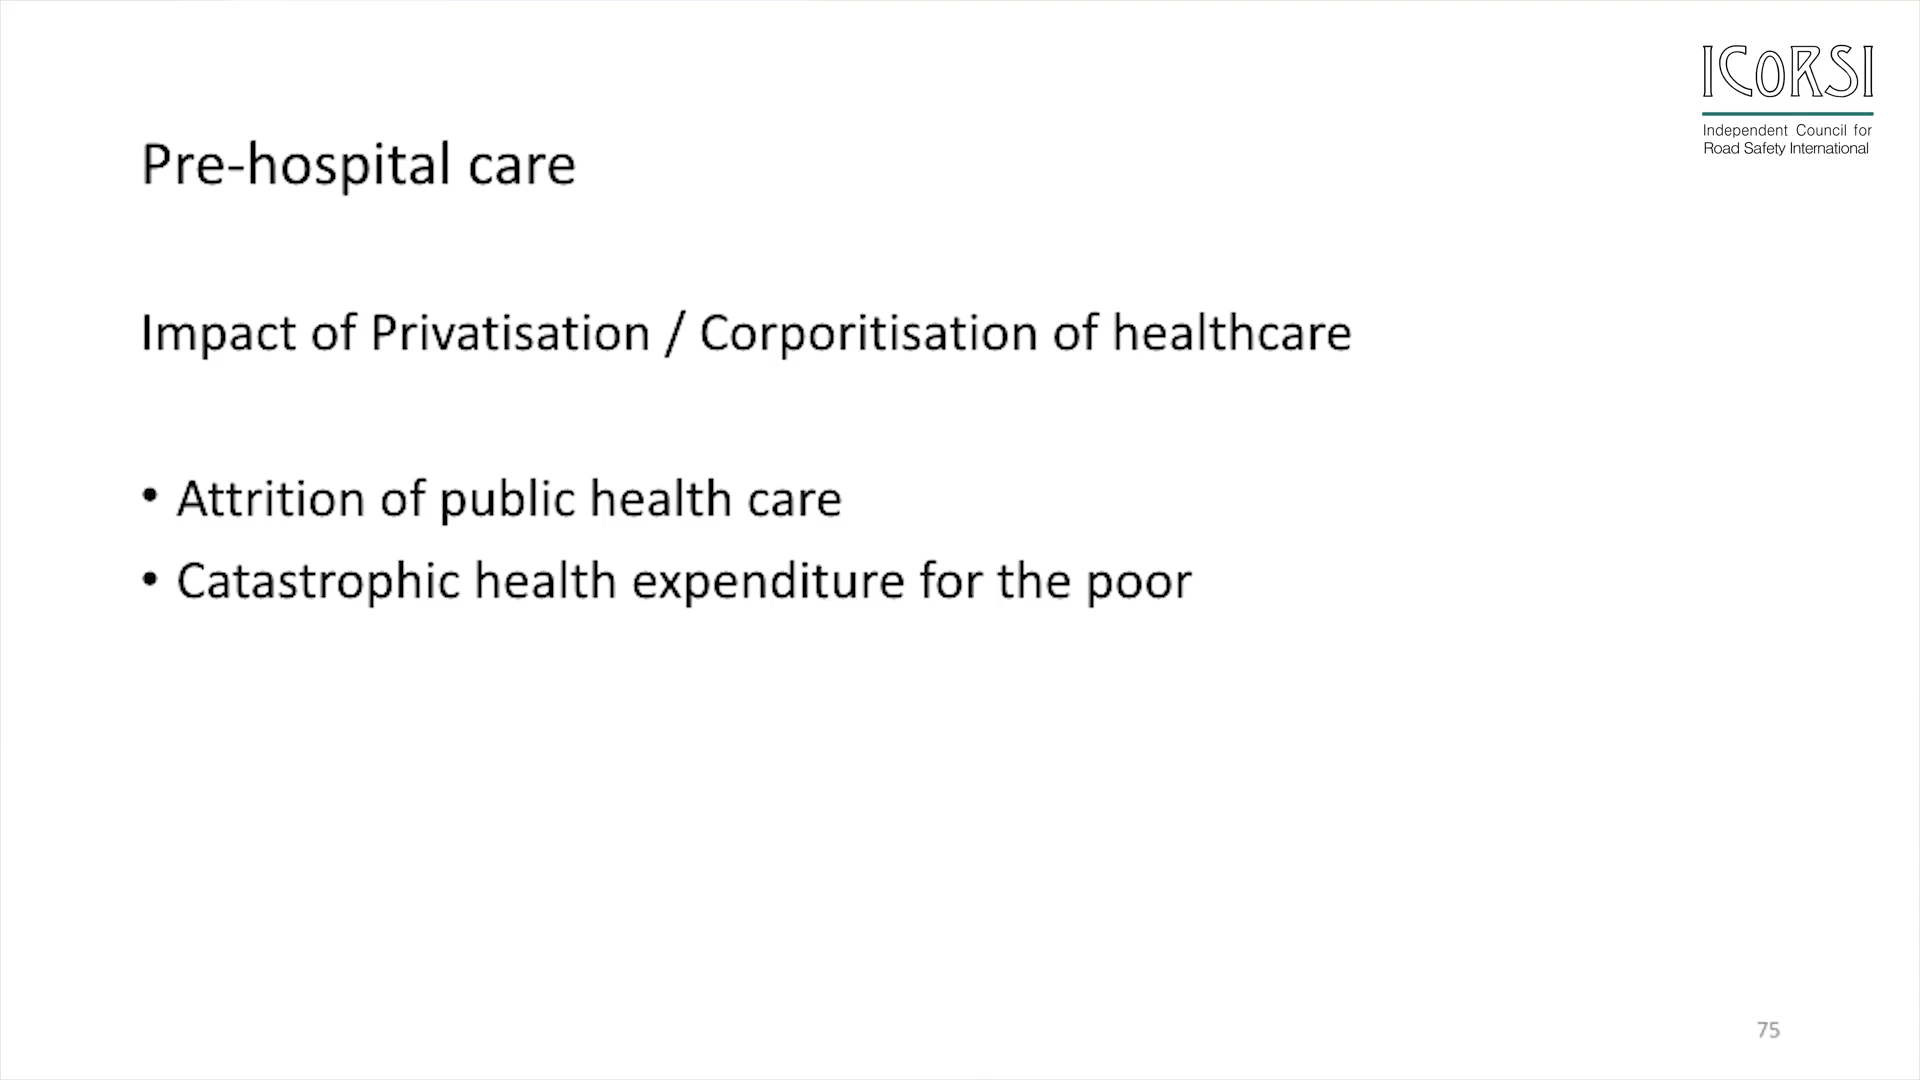 ICoRSI
Independent Council for
Road Safety International
Pre-hospital care
Impact of Privatisation / Corporitisation of healthcare
• Attrition of public health care
• Catastrophic health expenditure for the poor
75